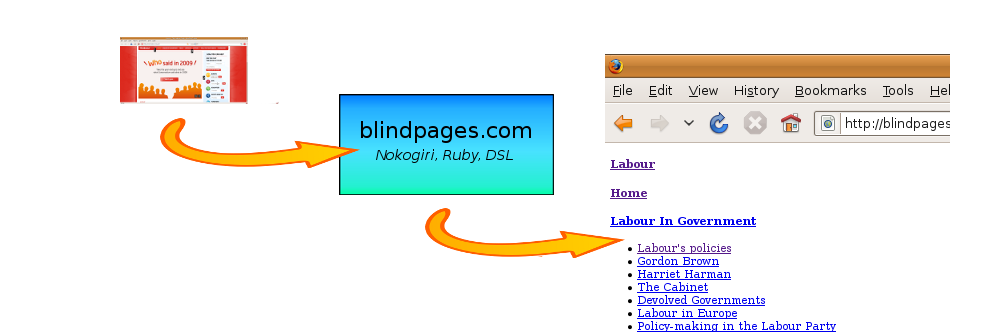 Who said in 2009
blindpages.com
Nokogiri, Ruby, DSL
File Edit View History Bookmarks Tools Hel
http://blindpages
Labour
Home
Labour In Government
Labour's policies
Gordon Brown
Harriet Harman
The Cabinet
Devolved Governments
Labour in Europe
Policy-making in the Labour Party